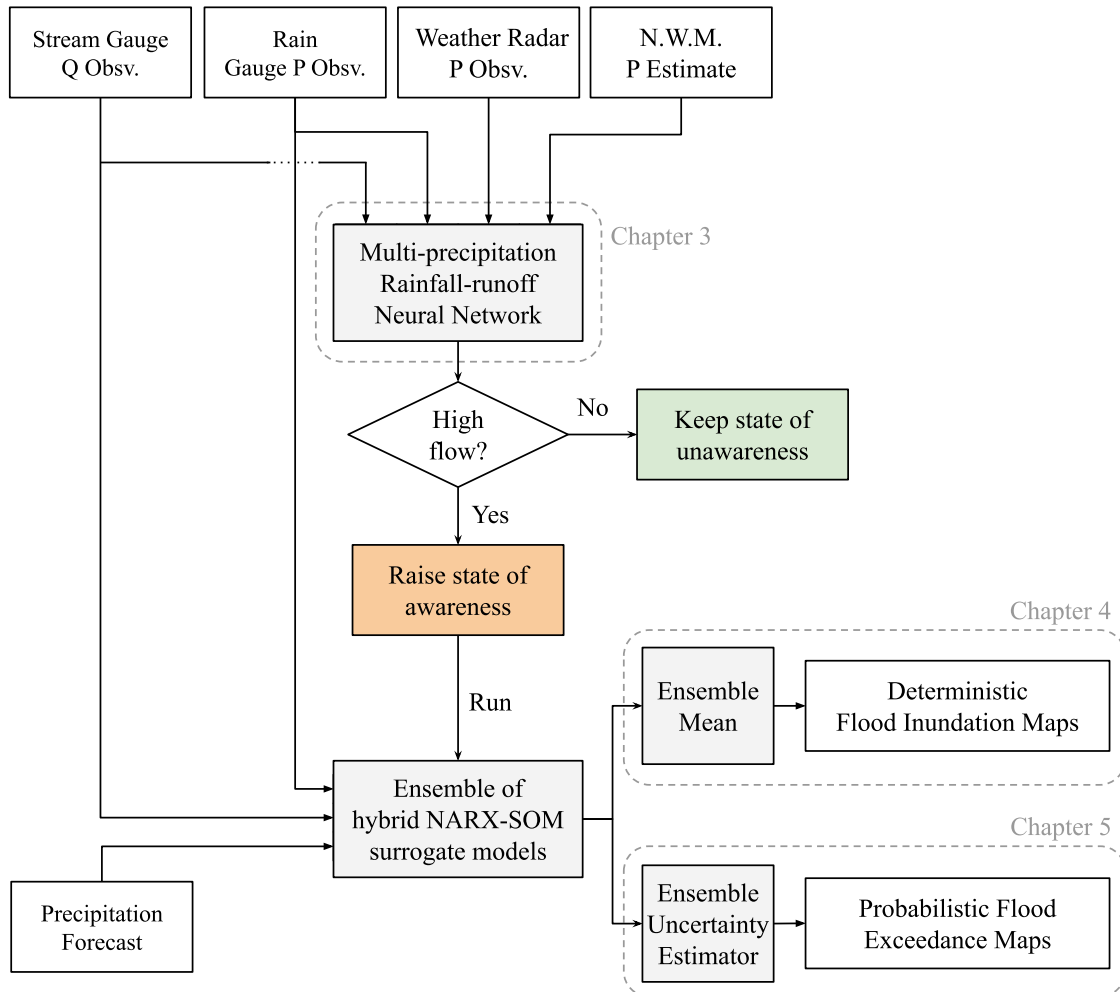 Stream Gauge
Q Obsv.
Rain
Gauge P Obsv.
Weather Radar
P Obsv.
N.W.M.
P Estimate
Chapter 3
Multi-precipitation
Rainfall-runoff
Neural Network
High
flow?
No
Keep state of
unawareness
Yes
Raise state of
awareness
Run
Chapter 4
Ensemble
Mean
Deterministic
Flood Inundation Maps
Ensemble of
hybrid NARX-SOM
surrogate models
Chapter 5
Ensemble
Uncertainty
Estimator
Probabilistic Flood
Exceedance Maps
Precipitation
Forecast